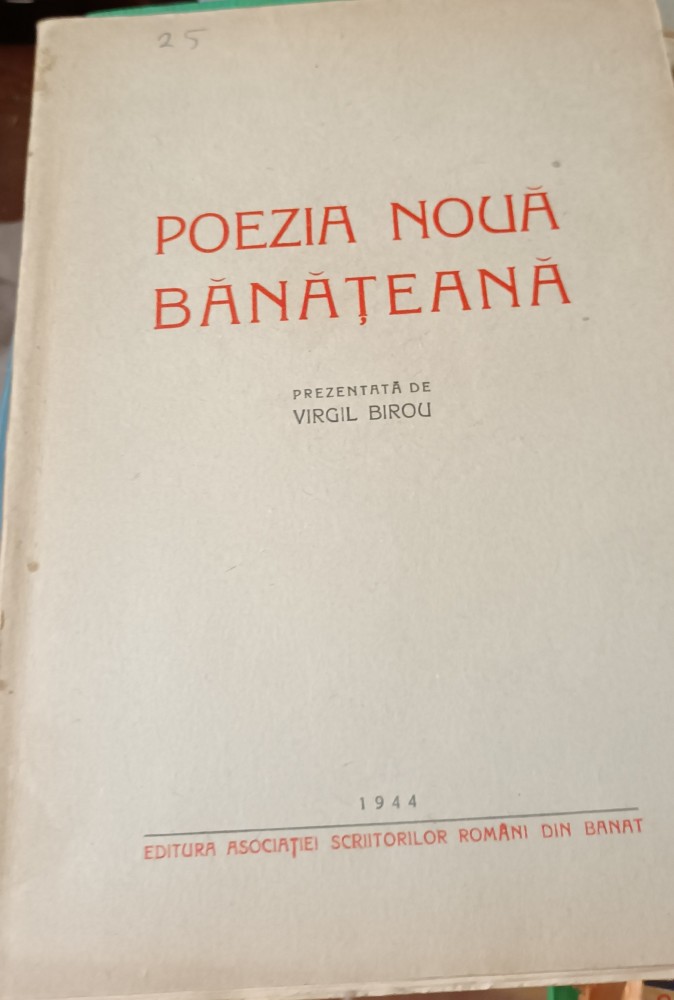 25
POEZIA NOUĂ
BĂNĂȚEANĂ
PREZENTATĂ DE
VIRGIL BIROU
1944
EDITURA ASOCIAȚIEI SCRIITORILOR ROMÂNI DIN BANAT